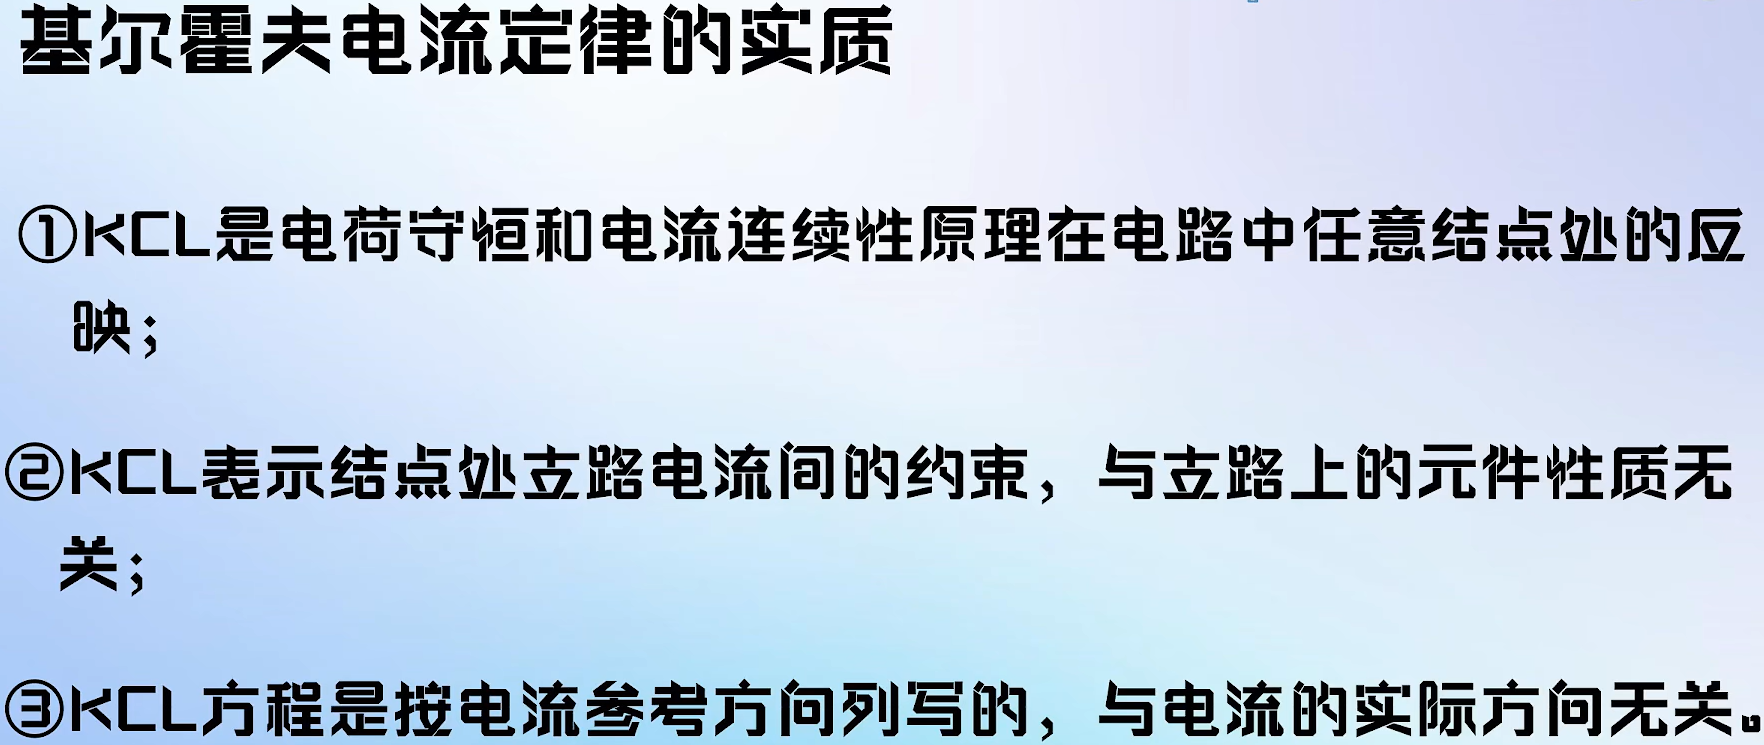 基尔霍夫电流定律的实质
①KCL是电荷守恒和电流连续性原理在电路中任意结点处的反
映；
②KCL表示结点处支路电流间的约束，与支路上的元件性质无
关；
③KCL方程是按电流参考方向列写的，与电流的实际方向无关。